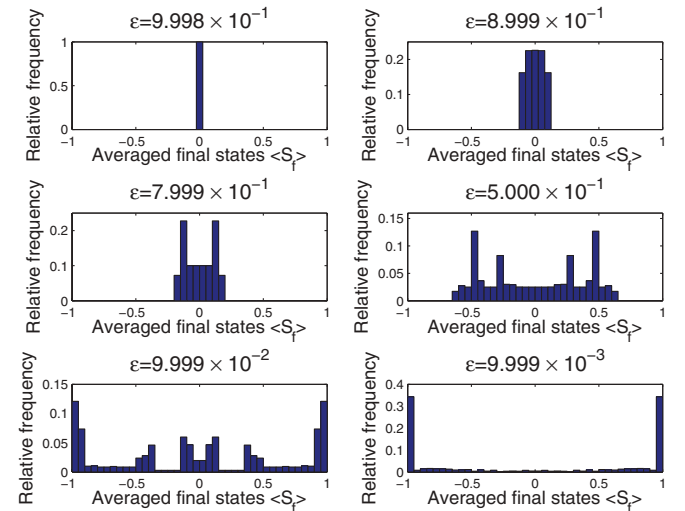 ε=9.998 × 10⁻¹
Relative frequency
1
0.5
0
−1 −0.5 0 0.5 1
Averaged final states <S_f>
ε=8.999 × 10⁻¹
Relative frequency
0.2
0.1
0
−1 −0.5 0 0.5 1
Averaged final states <S_f>
ε=7.999 × 10⁻¹
Relative frequency
0.2
0.1
0
−1 −0.5 0 0.5 1
Averaged final states <S_f>
ε=5.000 × 10⁻¹
Relative frequency
0.15
0.1
0.05
0
−1 −0.5 0 0.5 1
Averaged final states <S_f>
ε=9.999 × 10⁻²
Relative frequency
0.15
0.1
0.05
0
−1 −0.5 0 0.5 1
Averaged final states <S_f>
ε=9.999 × 10⁻³
Relative frequency
0.4
0.3
0.2
0.1
0
−1 −0.5 0 0.5 1
Averaged final states <S_f>